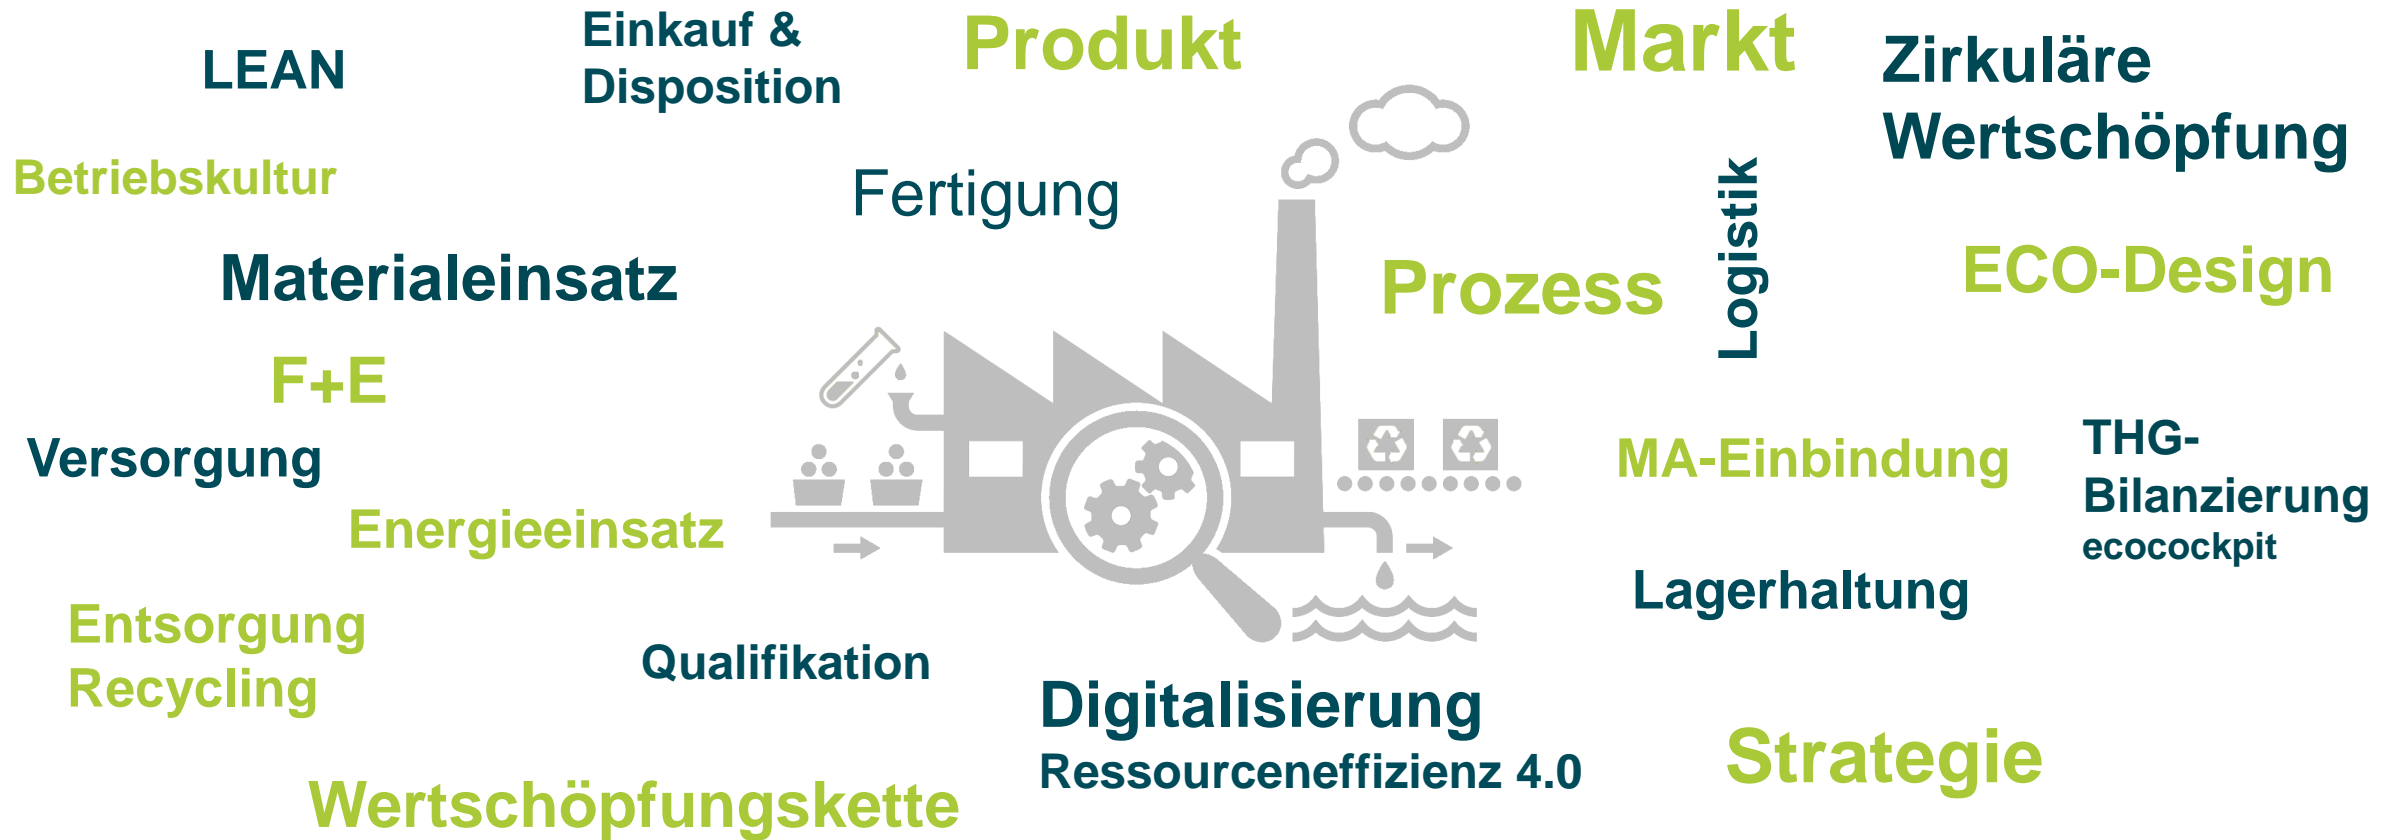 LEAN
Einkauf &
Disposition
Produkt
Markt
Zirkuläre
Wertschöpfung
Betriebskultur
Fertigung
Logistik
Materialeinsatz
Prozess
ECO-Design
F+E
Versorgung
MA-Einbindung
THG-
Bilanzierung
ecocockpit
Energieeinsatz
Lagerhaltung
Entsorgung
Recycling
Qualifikation
Digitalisierung
Ressourceneffizienz 4.0
Strategie
Wertschöpfungskette